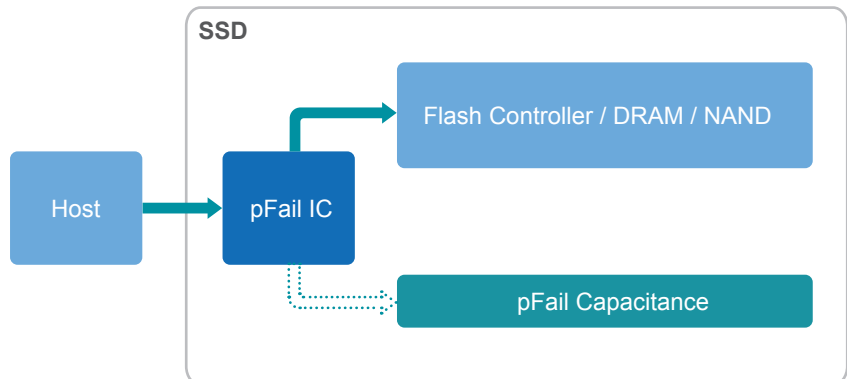 SSD
Flash Controller / DRAM / NAND
Host
pFail IC
pFail Capacitance